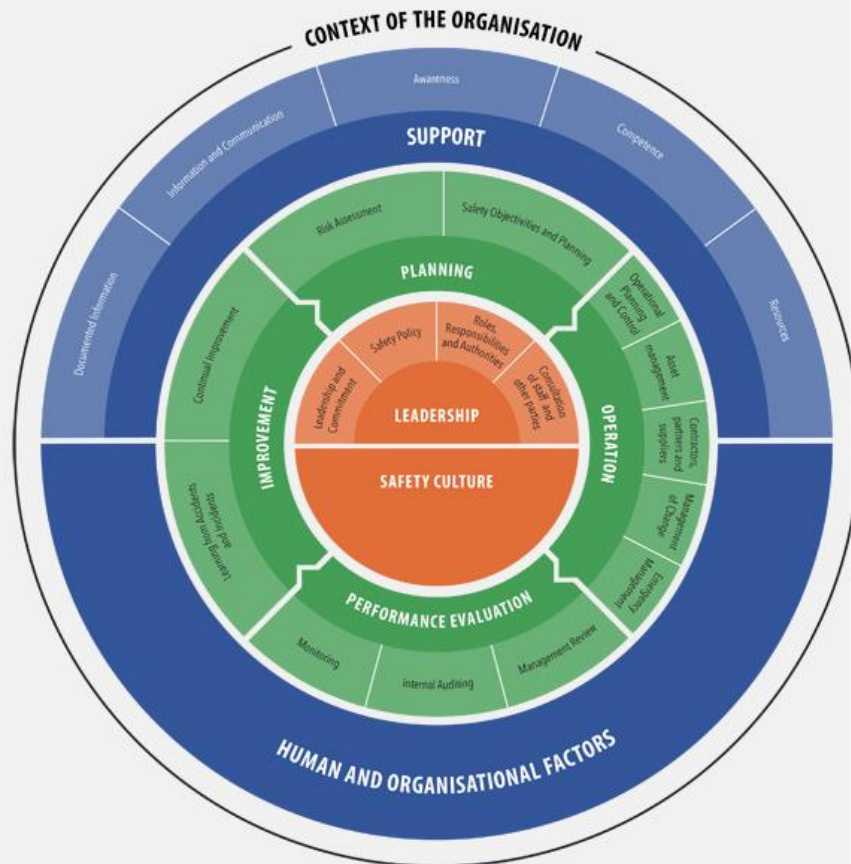 CONTEXT OF THE ORGANISATION
Awareness
Information and Communication
Competence
Documented Information
Resources
SUPPORT
Risk Assessment
Safety Objectivities and Planning
PLANNING
Continual Improvement
Learning from Accidents
and Incidents
IMPROVEMENT
Operational
Planning
and Control
Asset
management
Contractors,
partners and
suppliers
Management
of Change
Emergency
Management
OPERATION
Leadership and
Commitment
Safety Policy
Roles,
Responsibilities
and Authorities
Consultation
of staff and
other parties
LEADERSHIP
SAFETY CULTURE
PERFORMANCE EVALUATION
Monitoring
internal Auditing
Management Review
HUMAN AND ORGANISATIONAL FACTORS